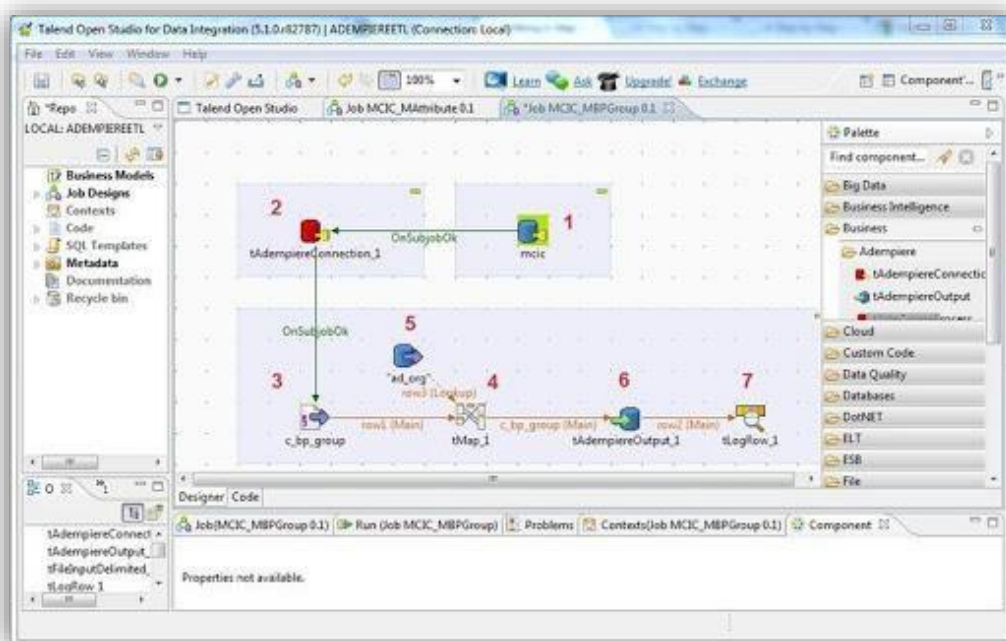 Talend Open Studio for Data Integration (5.1.0.r82787) | ADEMPIEREETL (Connection: Local)
File Edit View Window Help
100% Learn Ask Upgrade! Exchange Component'...
*Repo Talend Open Studio Job MCIC_MAttribute 0.1 *Job MCIC_MBPGroup 0.1
LOCAL: ADEMPIEREETL
Business Models
Job Designs
Contexts
Code
SQL Templates
Metadata
Documentation
Recycle bin
2
1
OnSubjobOk
tAdempiereConnection_1
mcic
OnSubjobOk
5
"ad_org"
row3 (Lookup)
3
4
6
7
row1 (Main)
c_bp_group (Main)
row2 (Main)
c_bp_group
tMap_1
tAdempiereOutput_1
tLogRow_1
Palette
Find component...
Big Data
Business Intelligence
Business
Adempiere
tAdempiereConnectic
tAdempiereOutput
Cloud
Custom Code
Data Quality
Databases
DotNET
ELT
ESB
File
Designer Code
O
Job(MCIC_MBPGroup 0.1) Run (Job MCIC_MBPGroup) Problems Contexts(Job MCIC_MBPGroup 0.1) Component
tAdempiereConnect
tAdempiereOutput_
tFileInputDelimited_
tLogRow_1
Properties not available.